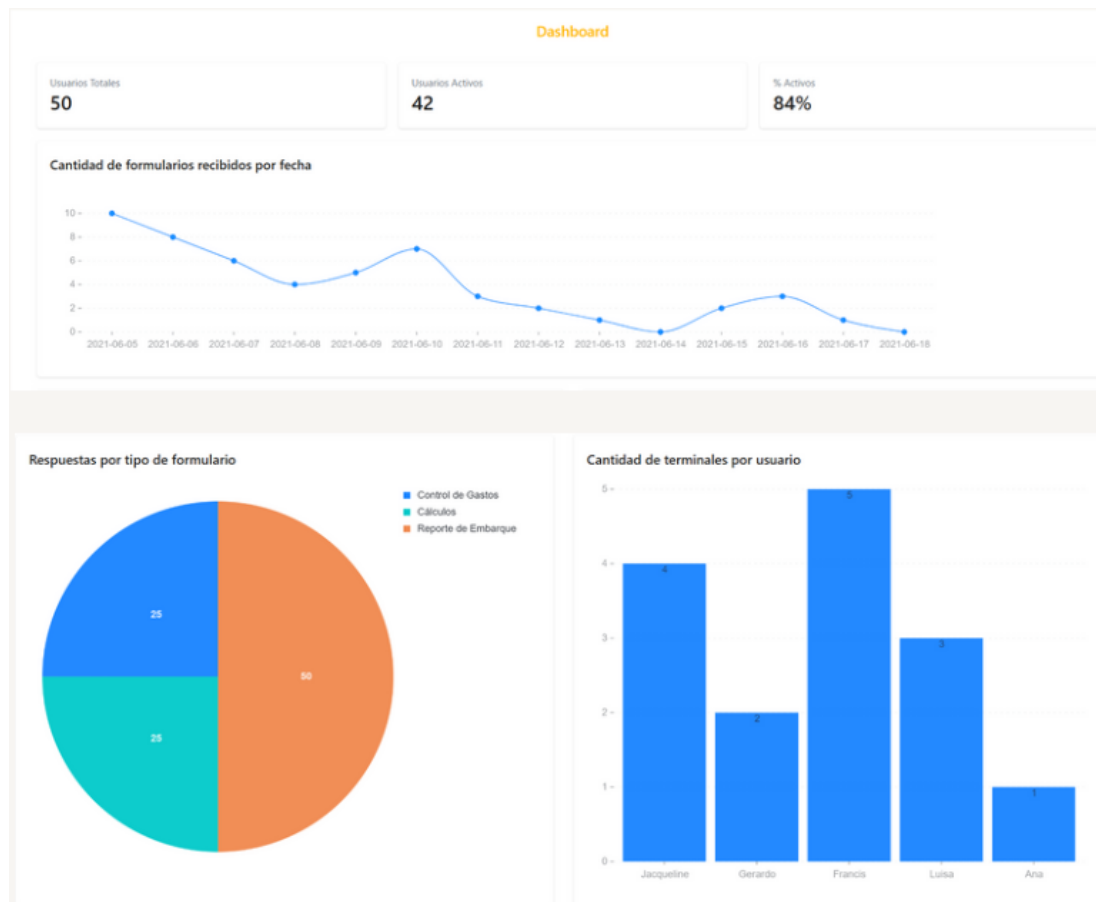 Dashboard
Usuarios Totales
50
Usuarios Activos
42
% Activos
84%
Cantidad de formularios recibidos por fecha
10
8
6
4
2
0
2021-06-05 2021-06-06 2021-06-07 2021-06-08 2021-06-09 2021-06-10 2021-06-11 2021-06-12 2021-06-13 2021-06-14 2021-06-15 2021-06-16 2021-06-17 2021-06-18
Respuestas por tipo de formulario
Control de Gastos
Cálculos
Reporte de Embarque
25
50
25
Cantidad de terminales por usuario
5
4
3
2
1
0
4
2
5
3
1
Jacqueline Gerardo Francis Luisa Ana